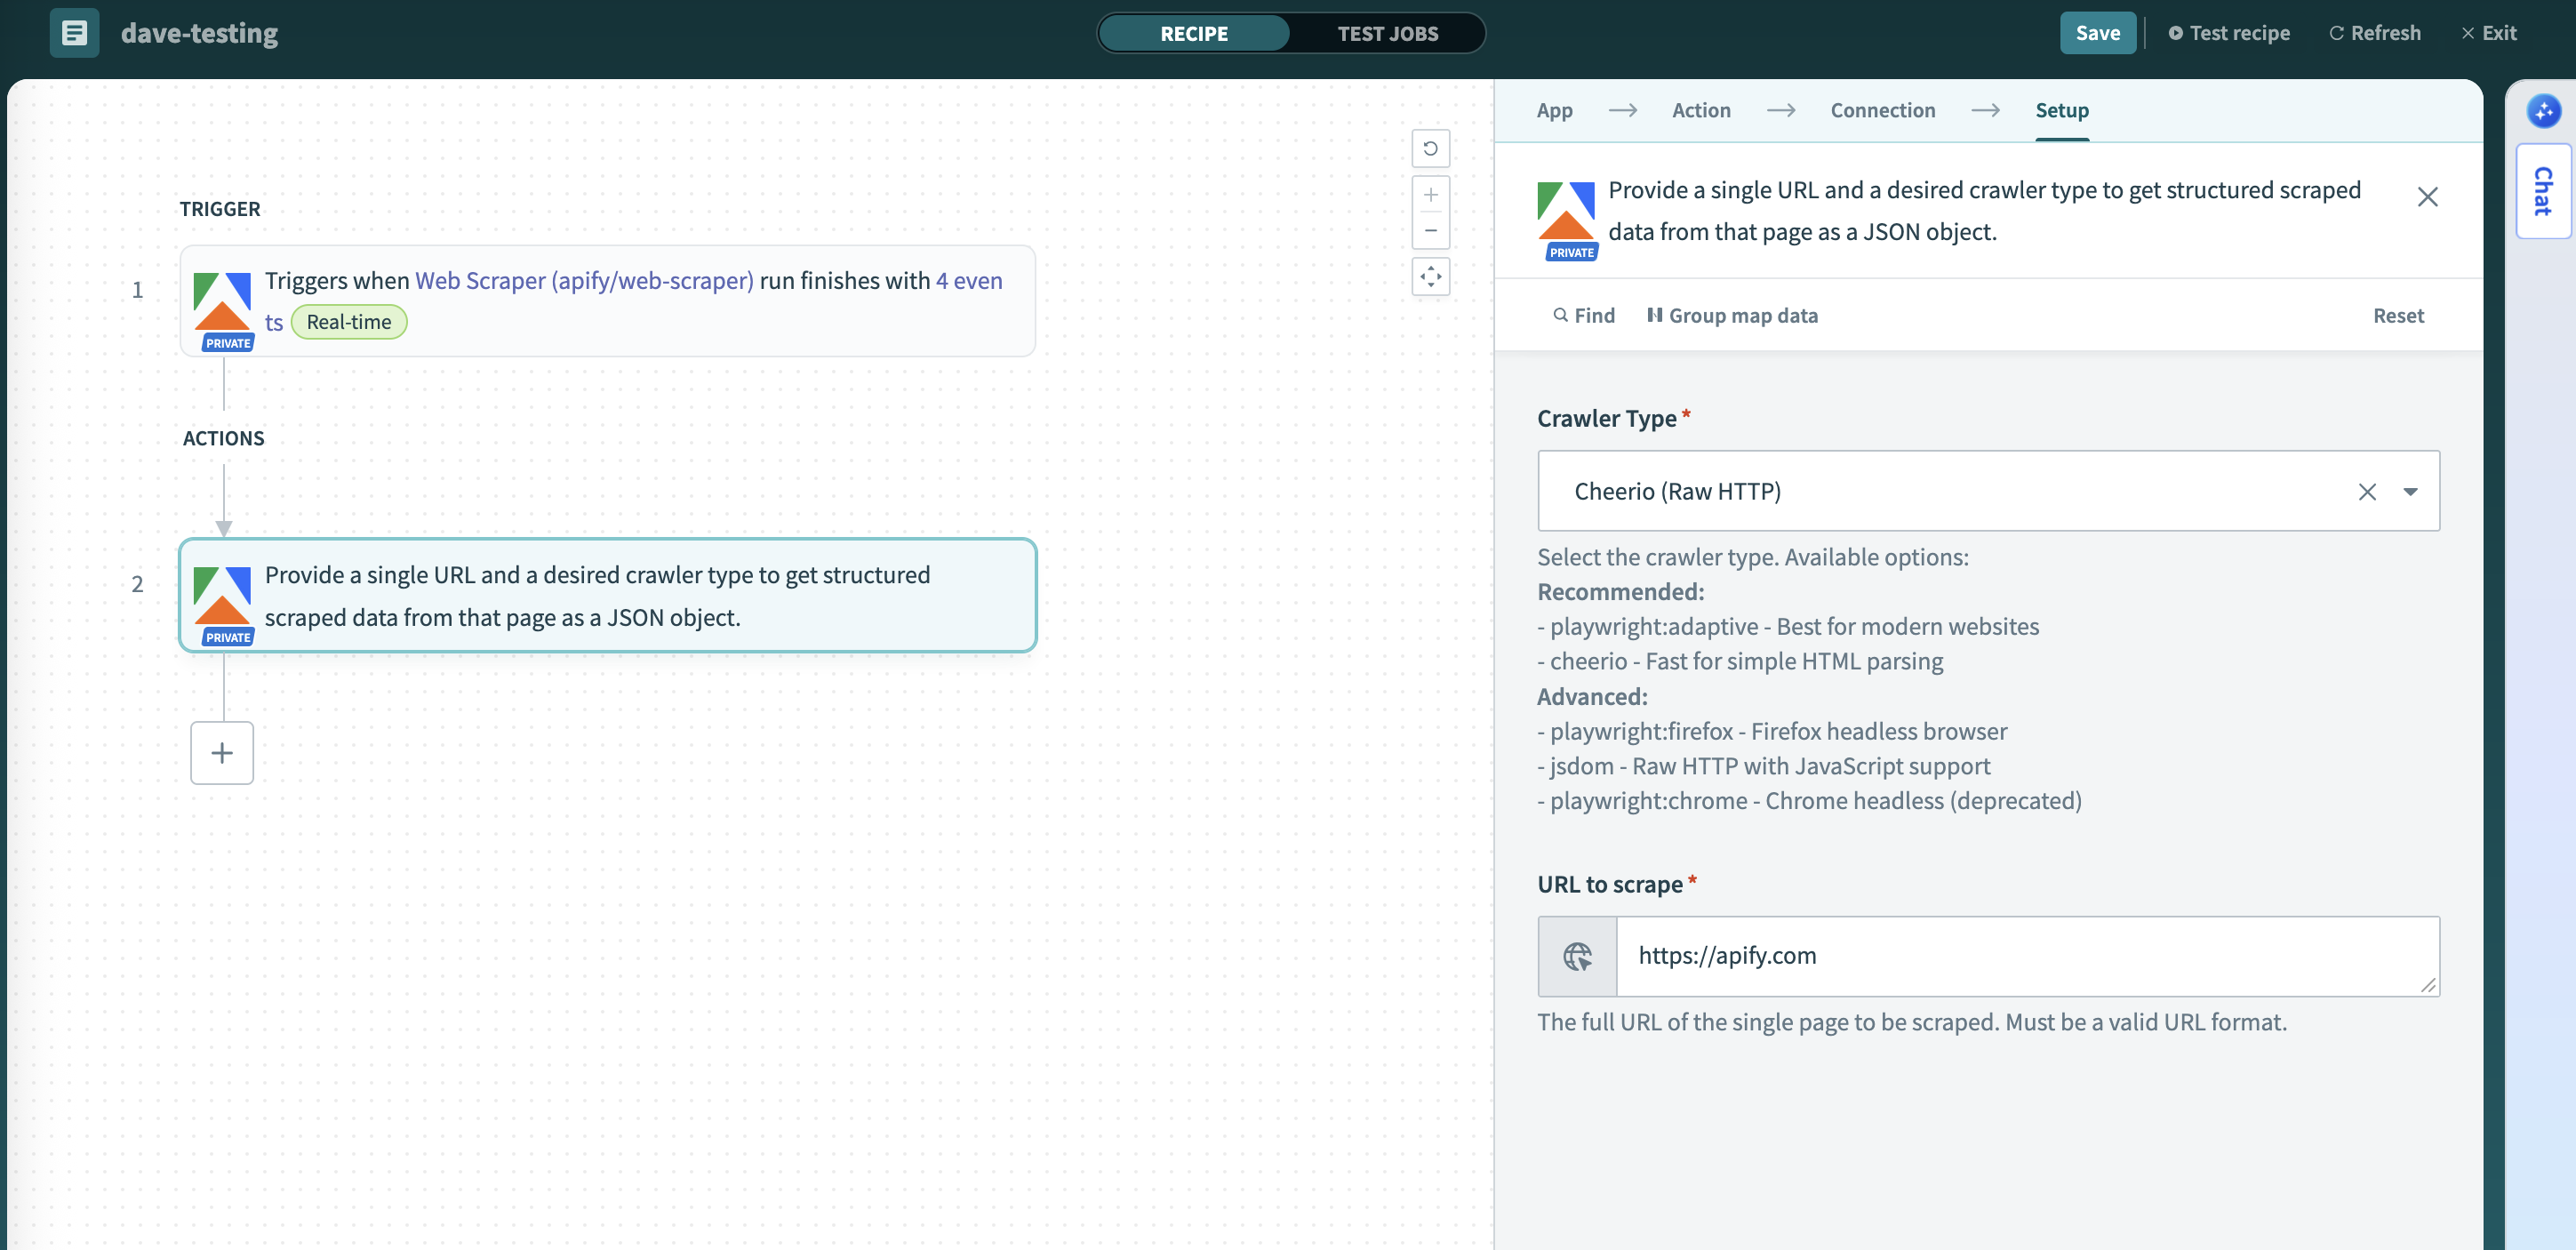 dave-testing
RECIPE
TEST JOBS
Save
Test recipe
Refresh
Exit
TRIGGER
1
Triggers when Web Scraper (apify/web-scraper) run finishes with 4 even
ts Real-time
PRIVATE
ACTIONS
2
Provide a single URL and a desired crawler type to get structured
scraped data from that page as a JSON object.
PRIVATE
App
Action
Connection
Setup
Provide a single URL and a desired crawler type to get structured scraped
data from that page as a JSON object.
PRIVATE
Find
Group map data
Reset
Crawler Type *
Cheerio (Raw HTTP)
Select the crawler type. Available options:
Recommended:
- playwright:adaptive - Best for modern websites
- cheerio - Fast for simple HTML parsing
Advanced:
- playwright:firefox - Firefox headless browser
- jsdom - Raw HTTP with JavaScript support
- playwright:chrome - Chrome headless (deprecated)
URL to scrape *
https://apify.com
The full URL of the single page to be scraped. Must be a valid URL format.
Chat